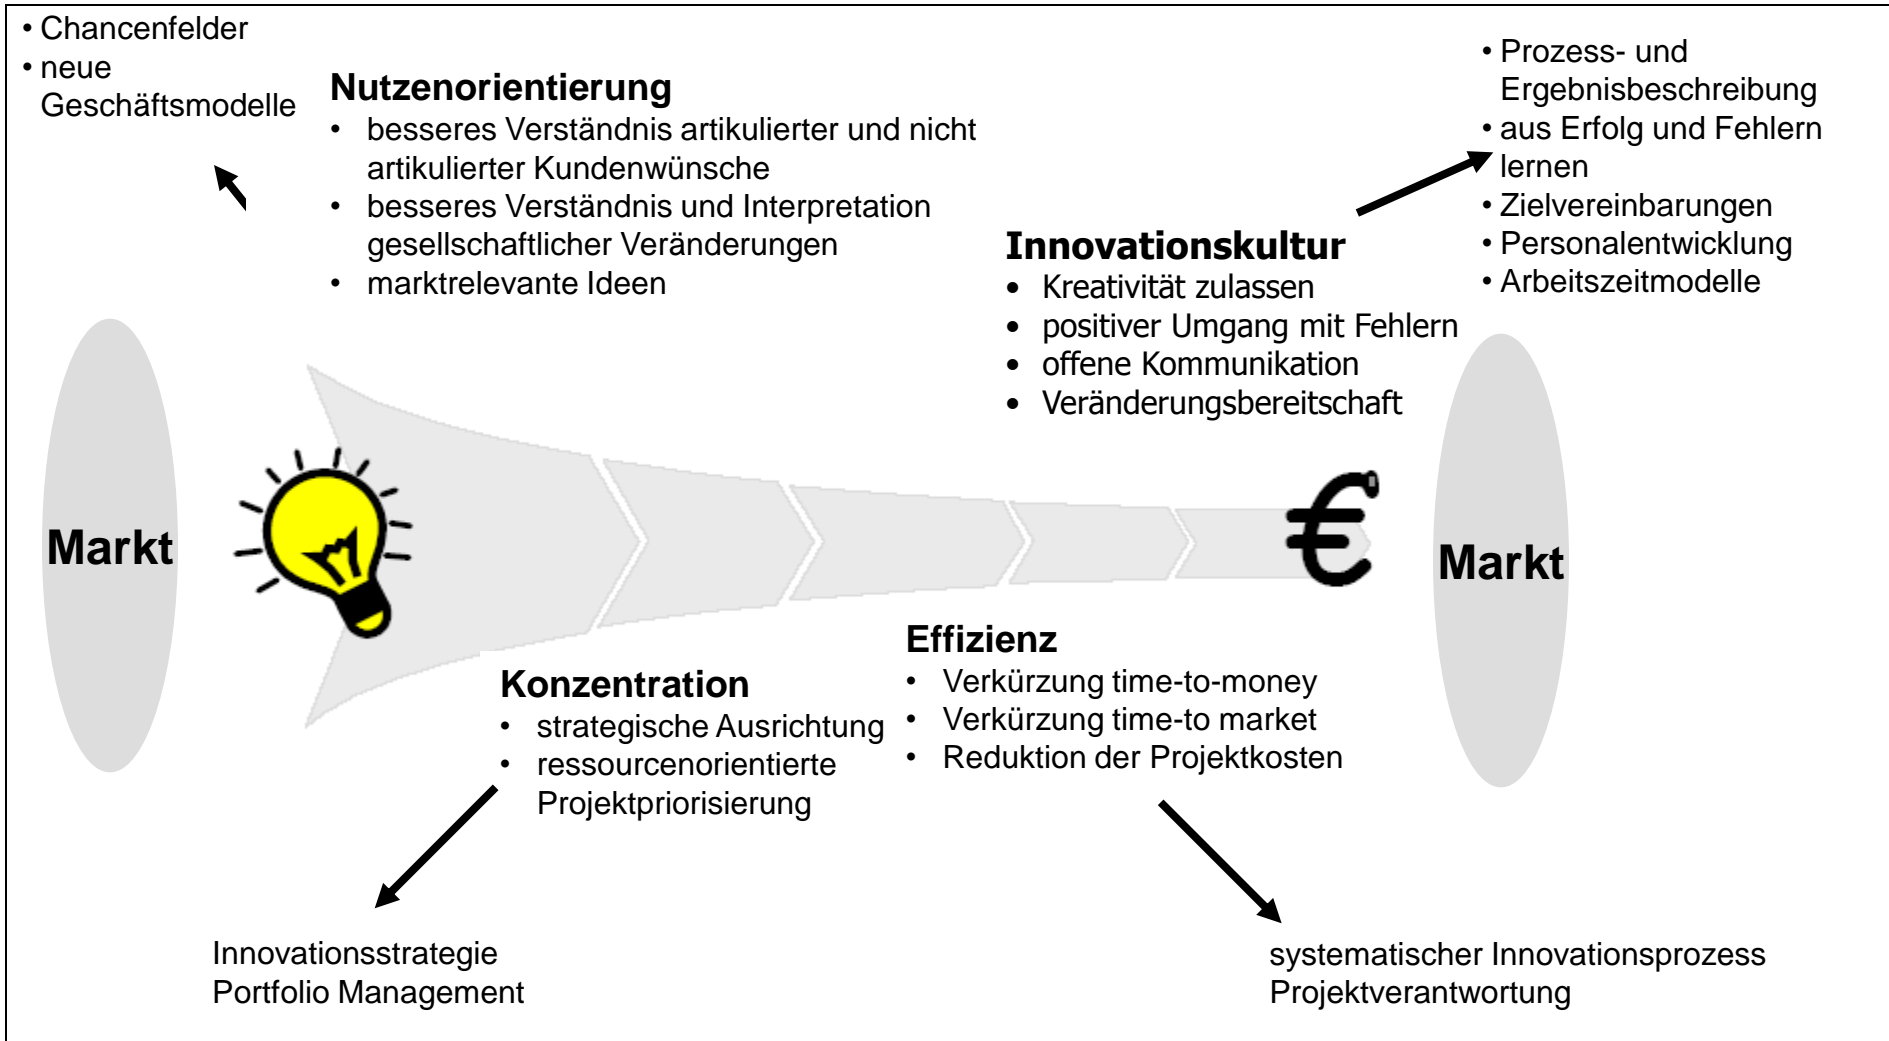 • Chancenfelder
• neue
Geschäftsmodelle
Nutzenorientierung
• besseres Verständnis artikulierter und nicht
artikulierter Kundenwünsche
• besseres Verständnis und Interpretation
gesellschaftlicher Veränderungen
• marktrelevante Ideen
Innovationskultur
• Kreativität zulassen
• positiver Umgang mit Fehlern
• offene Kommunikation
• Veränderungsbereitschaft
• Prozess- und
Ergebnisbeschreibung
• aus Erfolg und Fehlern
lernen
• Zielvereinbarungen
• Personalentwicklung
• Arbeitszeitmodelle
Markt
€
Markt
Konzentration
• strategische Ausrichtung
• ressourcenorientierte
Projektpriorisierung
Effizienz
• Verkürzung time-to-money
• Verkürzung time-to market
• Reduktion der Projektkosten
Innovationsstrategie
Portfolio Management
systematischer Innovationsprozess
Projektverantwortung